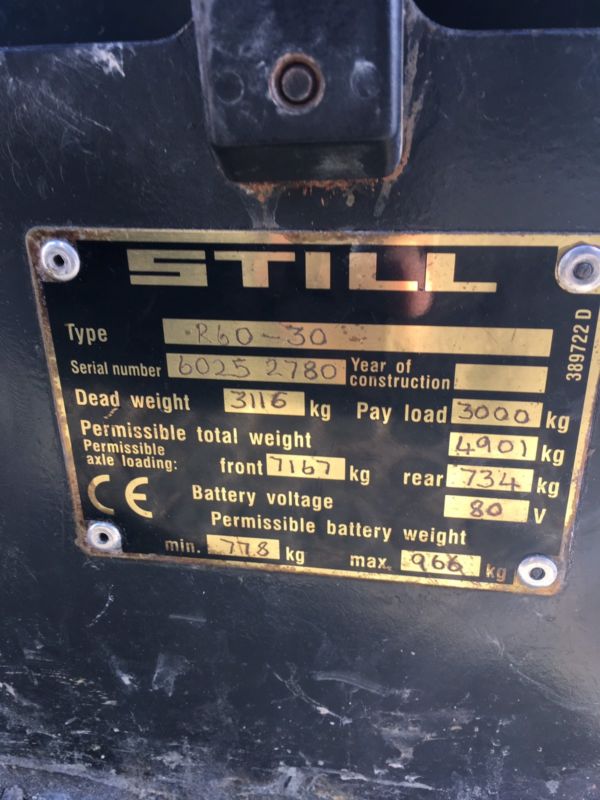 STILL
Type R60-30
Serial number 6025 2780 Year of construction
Dead weight 3116 kg Pay load 3000 kg
Permissible total weight 4901 kg
Permissible axle loading: front 7167 kg rear 734 kg
CE Battery voltage 80 V
Permissible battery weight
min. 778 kg max. 966 kg
389722 D